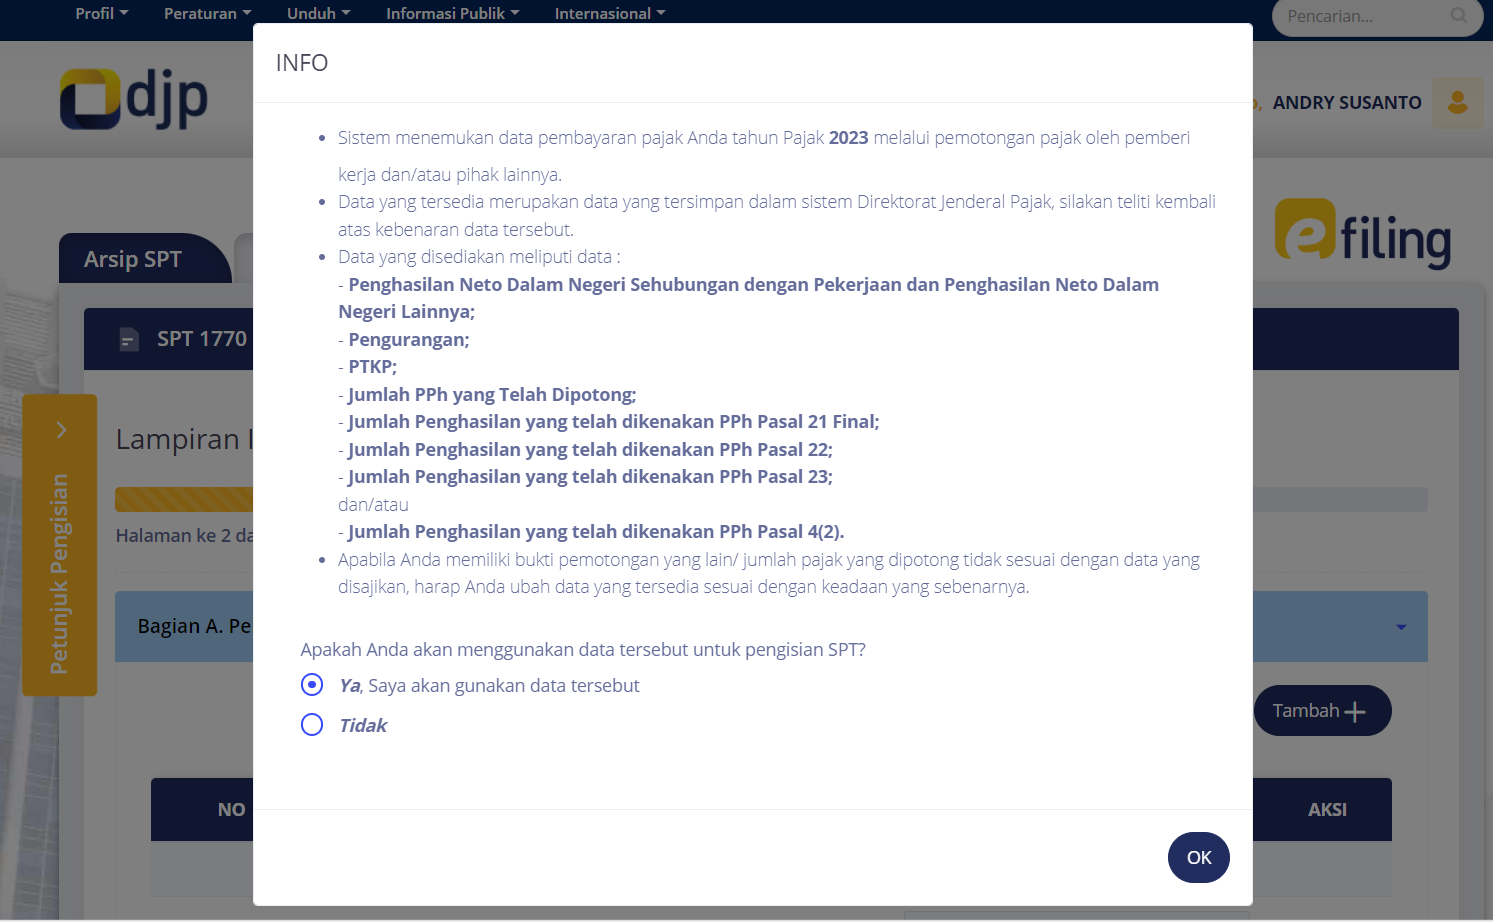 Profil Peraturan Unduh Informasi Publik Internasional Pencarian...
djp
ANDRY SUSANTO
INFO
Sistem menemukan data pembayaran pajak Anda tahun Pajak 2023 melalui pemotongan pajak oleh pemberi
kerja dan/atau pihak lainnya.
Data yang tersedia merupakan data yang tersimpan dalam sistem Direktorat Jenderal Pajak, silakan teliti kembali
atas kebenaran data tersebut.
Data yang disediakan meliputi data :
- Penghasilan Neto Dalam Negeri Sehubungan dengan Pekerjaan dan Penghasilan Neto Dalam
Negeri Lainnya;
- Pengurangan;
- PTKP;
- Jumlah PPh yang Telah Dipotong;
- Jumlah Penghasilan yang telah dikenakan PPh Pasal 21 Final;
- Jumlah Penghasilan yang telah dikenakan PPh Pasal 22;
- Jumlah Penghasilan yang telah dikenakan PPh Pasal 23;
dan/atau
- Jumlah Penghasilan yang telah dikenakan PPh Pasal 4(2).
Apabila Anda memiliki bukti pemotongan yang lain/ jumlah pajak yang dipotong tidak sesuai dengan data yang
disajikan, harap Anda ubah data yang tersedia sesuai dengan keadaan yang sebenarnya.
Apakah Anda akan menggunakan data tersebut untuk pengisian SPT?
Ya, Saya akan gunakan data tersebut
Tidak
OK
efiling
Arsip SPT
SPT 1770
Petunjuk Pengisian
Lampiran
Halaman ke 2
Bagian A.
Tambah
NO
AKSI